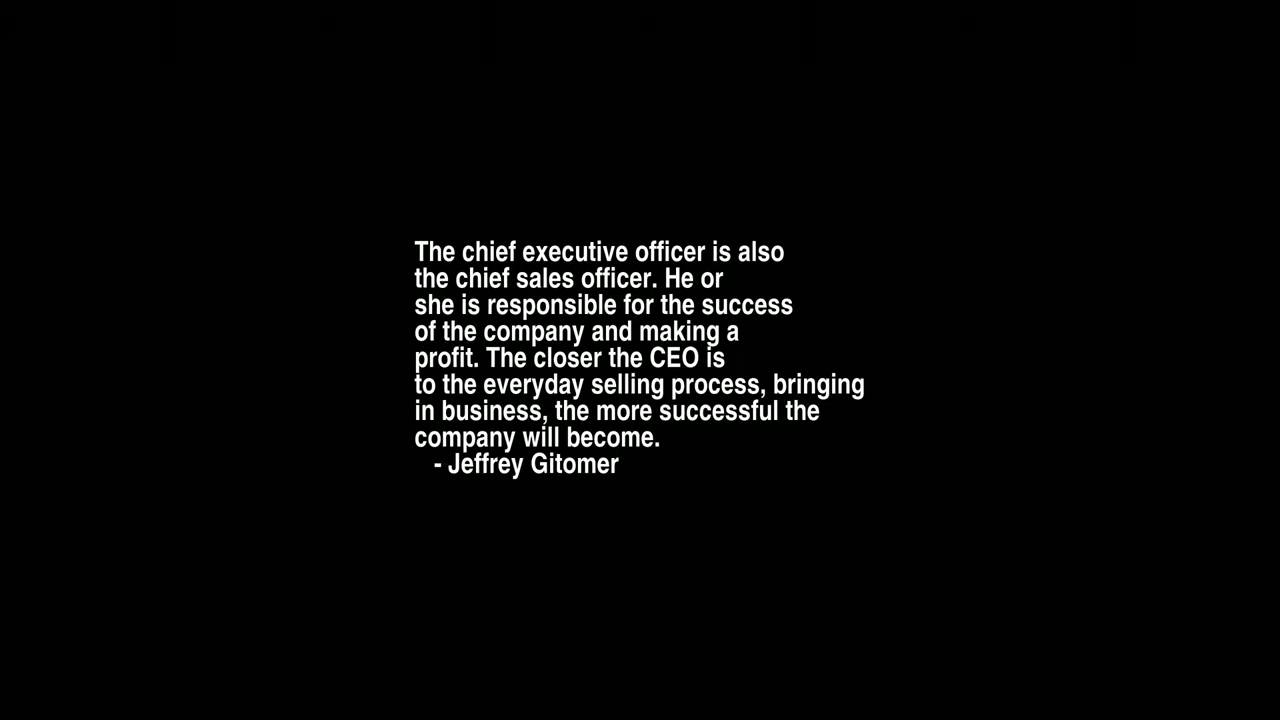 The chief executive officer is also
the chief sales officer. He or
she is responsible for the success
of the company and making a
profit. The closer the CEO is
to the everyday selling process, bringing
in business, the more successful the
company will become.
- Jeffrey Gitomer